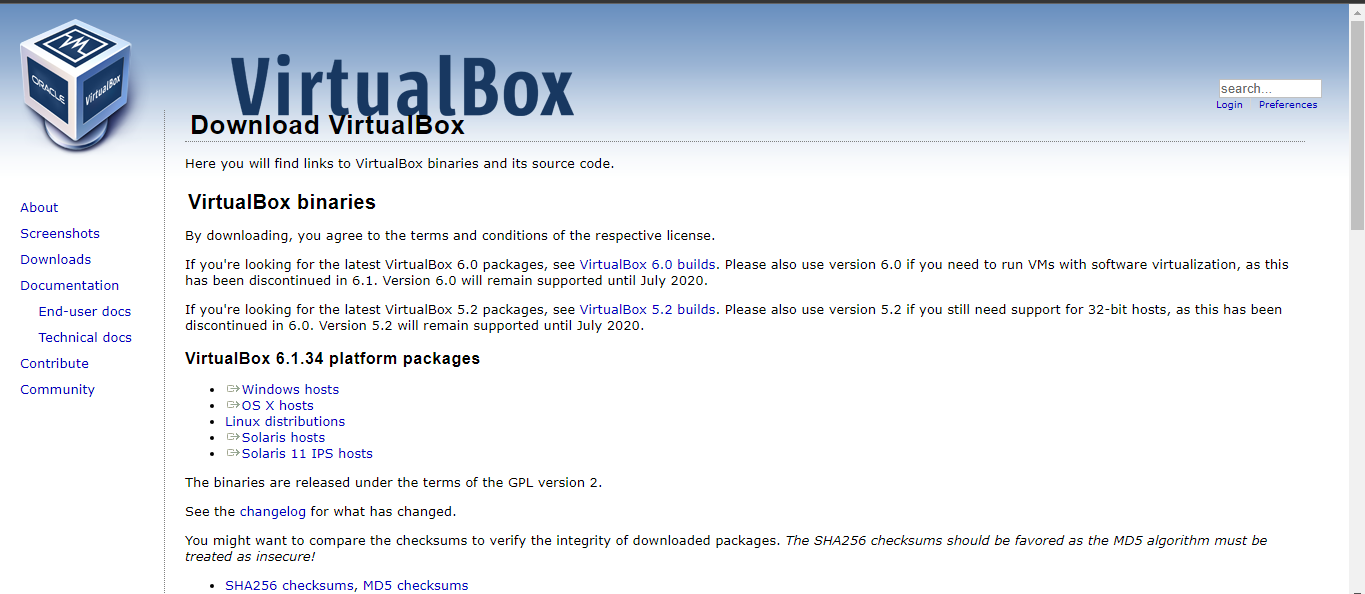 ORACLE
VirtualBox
VirtualBox
search...
Login Preferences
Download VirtualBox
Here you will find links to VirtualBox binaries and its source code.
About
Screenshots
Downloads
Documentation
End-user docs
Technical docs
Contribute
Community
VirtualBox binaries
By downloading, you agree to the terms and conditions of the respective license.
If you're looking for the latest VirtualBox 6.0 packages, see VirtualBox 6.0 builds. Please also use version 6.0 if you need to run VMs with software virtualization, as this
has been discontinued in 6.1. Version 6.0 will remain supported until July 2020.
If you're looking for the latest VirtualBox 5.2 packages, see VirtualBox 5.2 builds. Please also use version 5.2 if you still need support for 32-bit hosts, as this has been
discontinued in 6.0. Version 5.2 will remain supported until July 2020.
VirtualBox 6.1.34 platform packages
• Windows hosts
• OS X hosts
• Linux distributions
• Solaris hosts
• Solaris 11 IPS hosts
The binaries are released under the terms of the GPL version 2.
See the changelog for what has changed.
You might want to compare the checksums to verify the integrity of downloaded packages. The SHA256 checksums should be favored as the MD5 algorithm must be
treated as insecure!
• SHA256 checksums, MD5 checksums